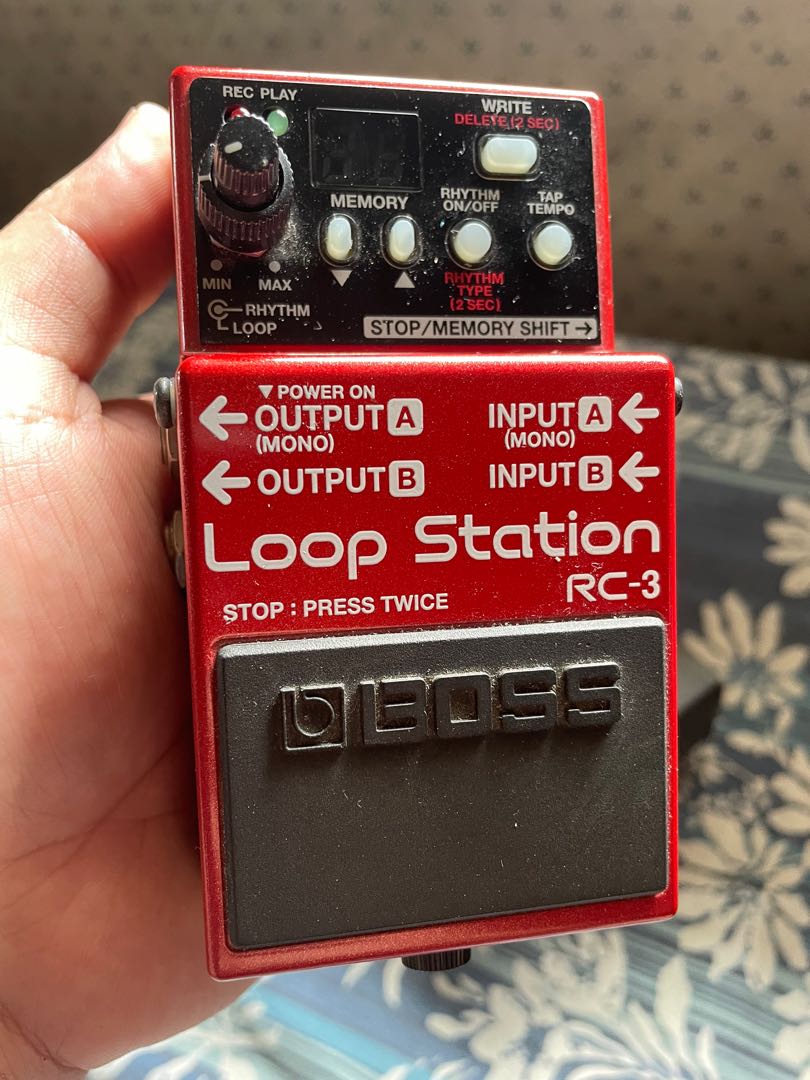 REC PLAY
WRITE
DELETE (2 SEC)
MEMORY
RHYTHM
ON/OFF
TAP
TEMPO
MIN
MAX
RHYTHM
TYPE
(2 SEC)
RHYTHM
LOOP
STOP/MEMORY SHIFT →
▼POWER ON
← OUTPUT A
(MONO)
INPUT A ←
(MONO)
← OUTPUT B
INPUT B ←
Loop Station
RC-3
STOP : PRESS TWICE
b BOSS